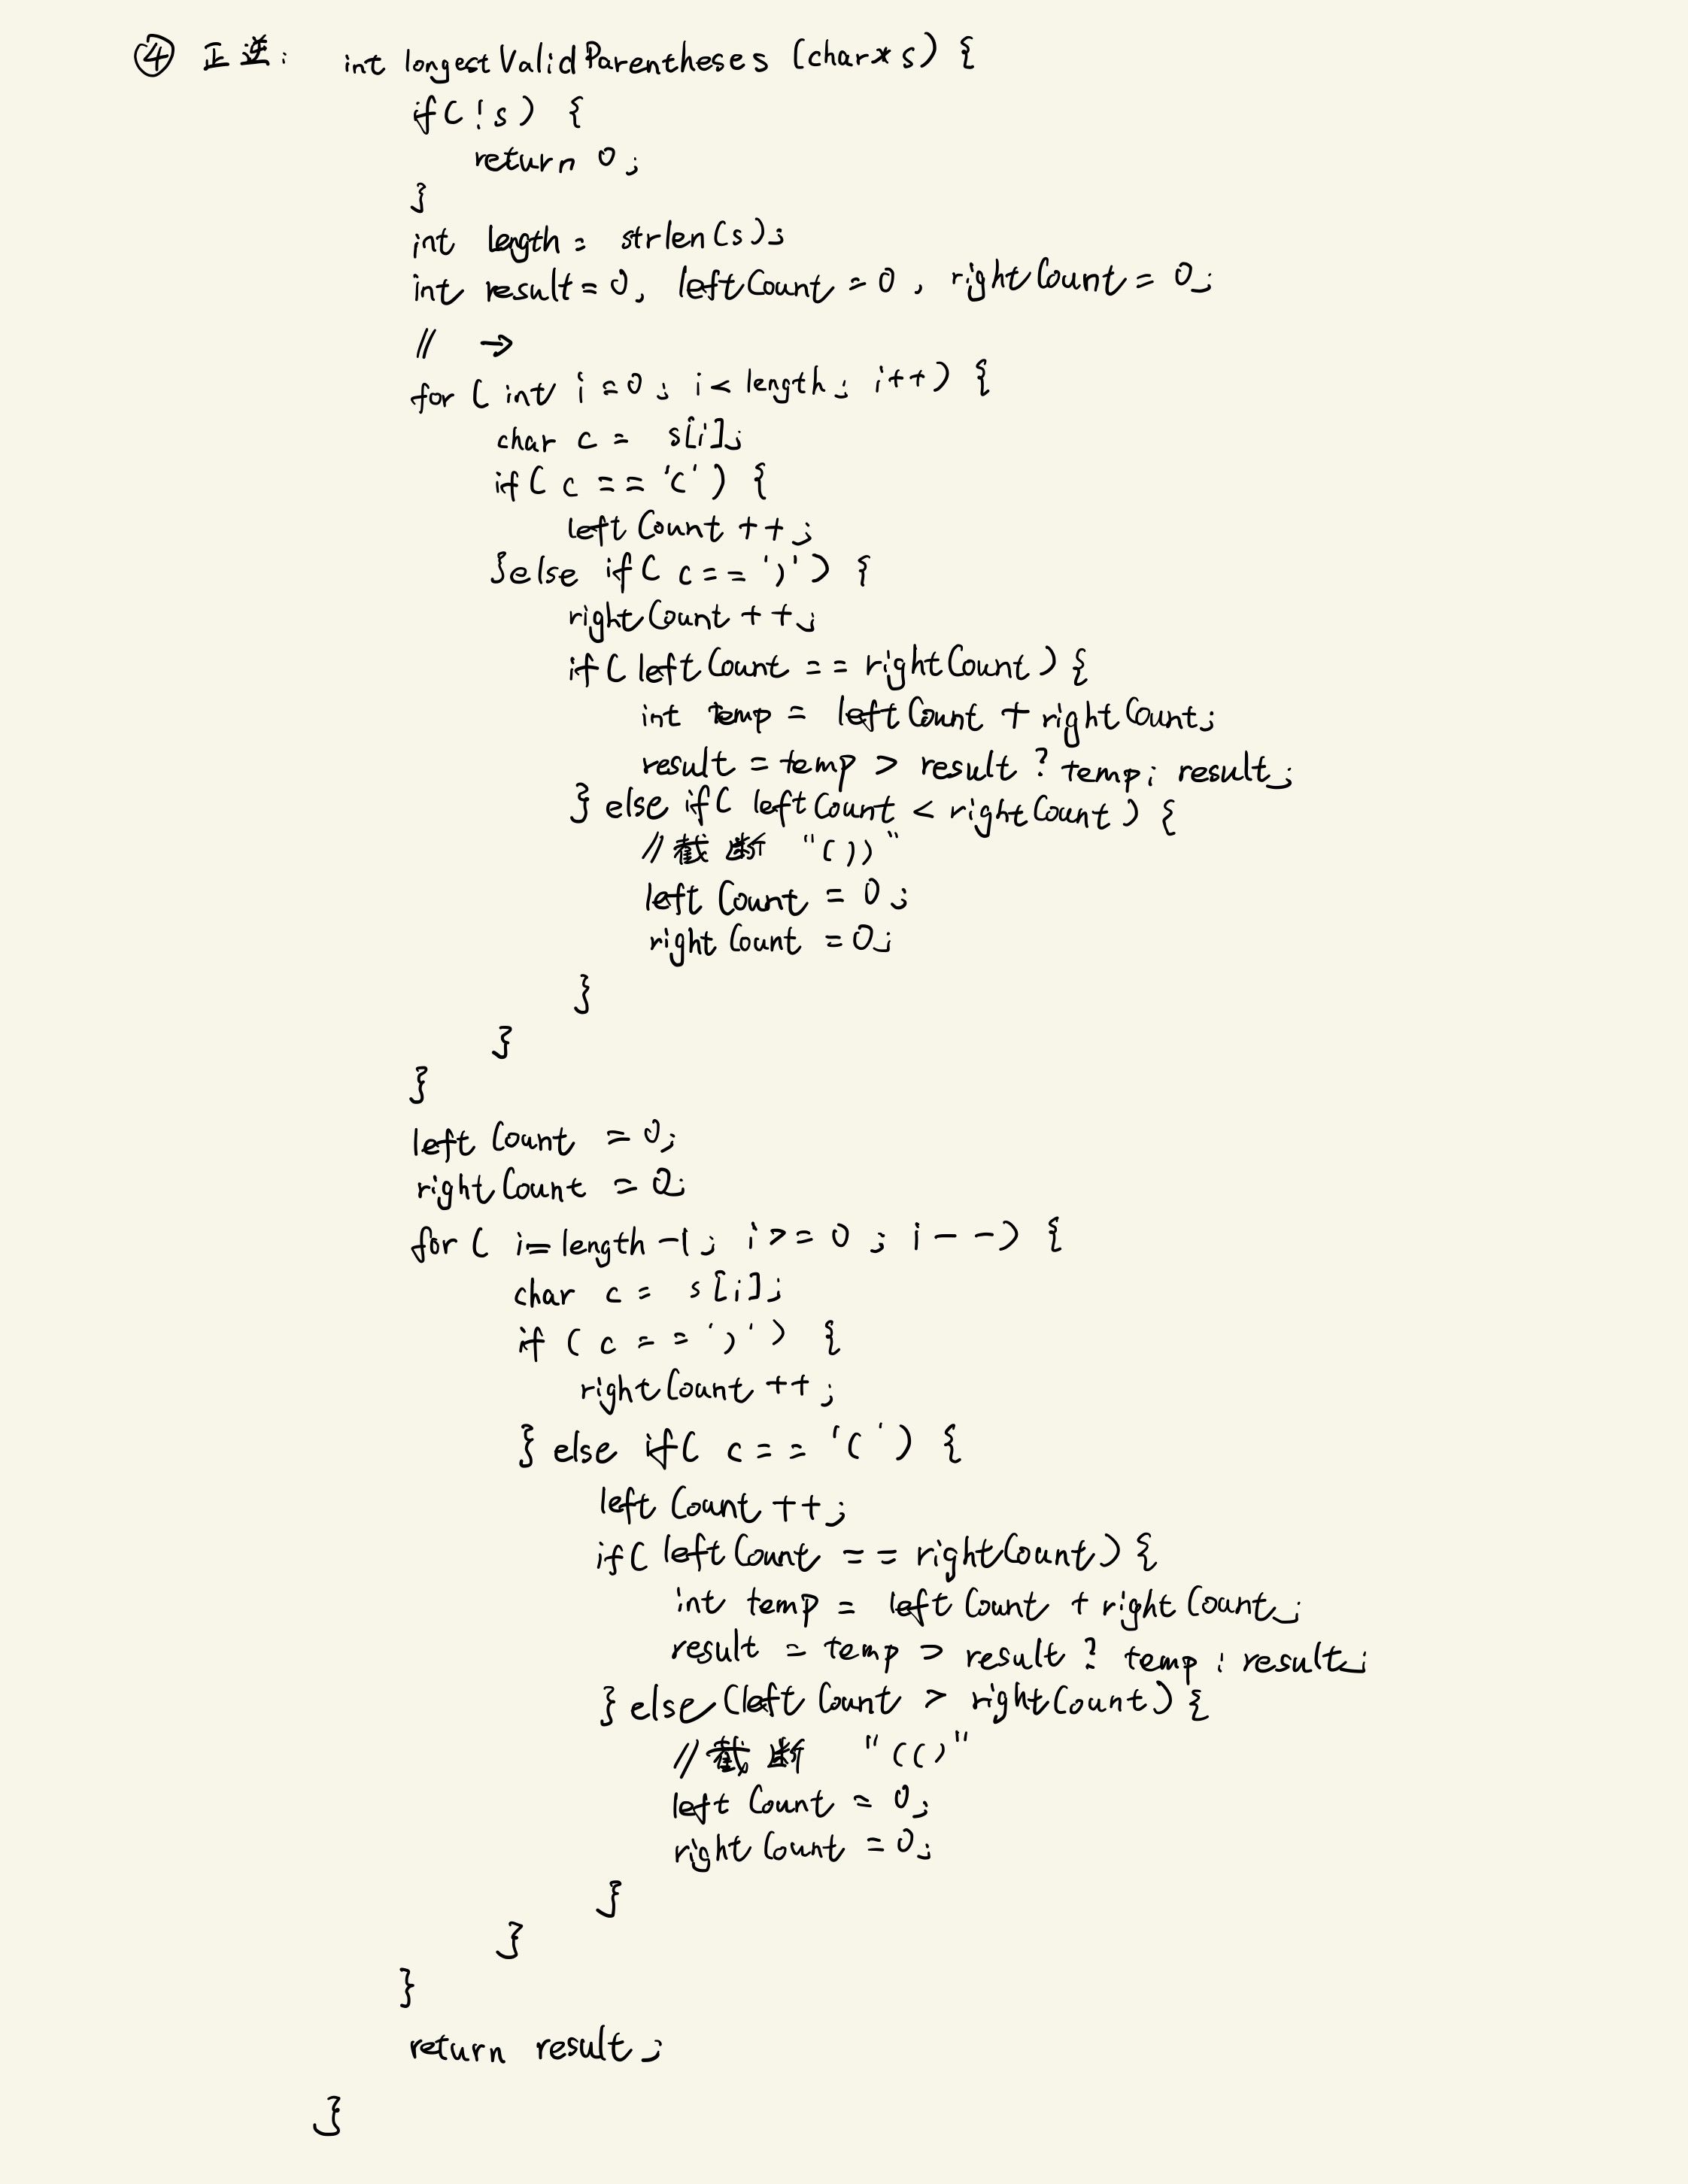 ④ 正逆: int longestValidParentheses (char* s) {
if( !s) {
return 0;
}
int length = strlen(s);
int result = 0, leftCount = 0, rightCount = 0;
// →
for ( int i = 0; i < length; i++) {
char c = s[i];
if( c == '(' ) {
leftCount ++;
}else if( c == ')' ) {
rightCount ++;
if( leftCount == rightCount ) {
int temp = leftCount + rightCount;
result = temp > result ? temp : result;
} else if( leftCount < rightCount ) {
//截断 "())"
leftCount = 0;
rightCount = 0;
}
}
}
leftCount = 0;
rightCount = 0;
for ( i = length -1; i >= 0; i --) {
char c = s[i];
if ( c == ')' ) {
rightCount ++;
} else if( c == '(' ) {
leftCount ++;
if( leftCount == rightCount) {
int temp = leftCount + rightCount;
result = temp > result ? temp : result;
} else (leftCount > rightCount) {
//截断 "(()"
leftCount = 0;
rightCount = 0;
}
}
}
return result;
}